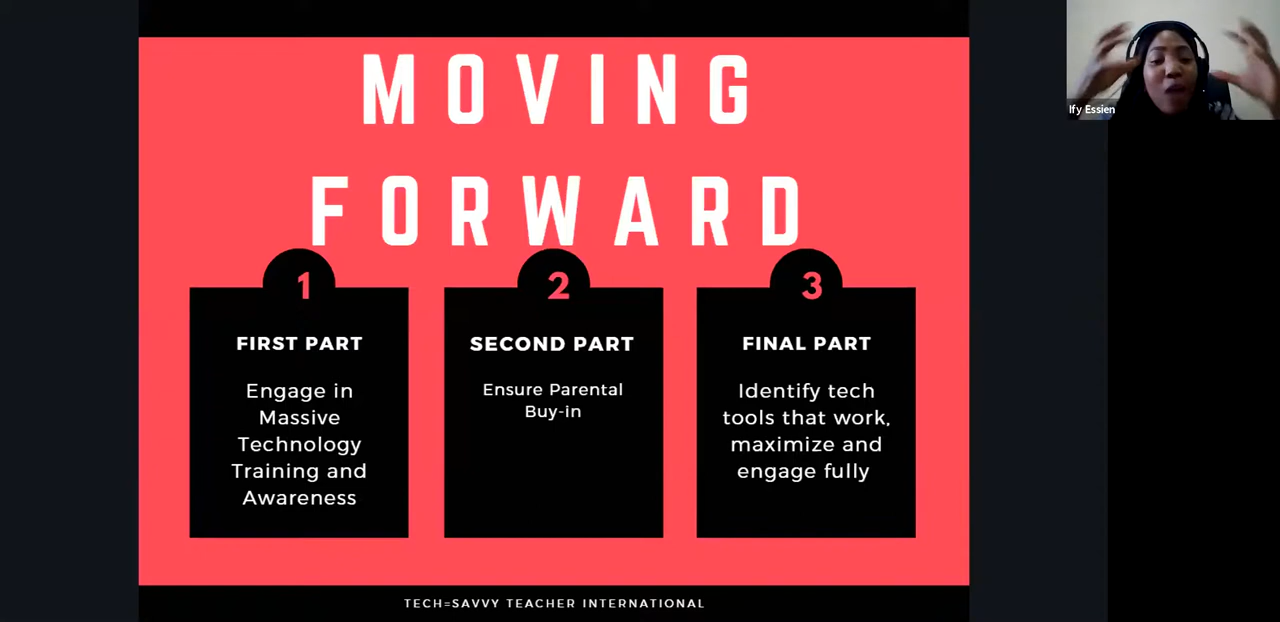 MOVING
FORWARD
1
FIRST PART
Engage in
Massive
Technology
Training and
Awareness
2
SECOND PART
Ensure Parental
Buy-in
3
FINAL PART
Identify tech
tools that work,
maximize and
engage fully
TECH=SAVVY TEACHER INTERNATIONAL
Ify Essien